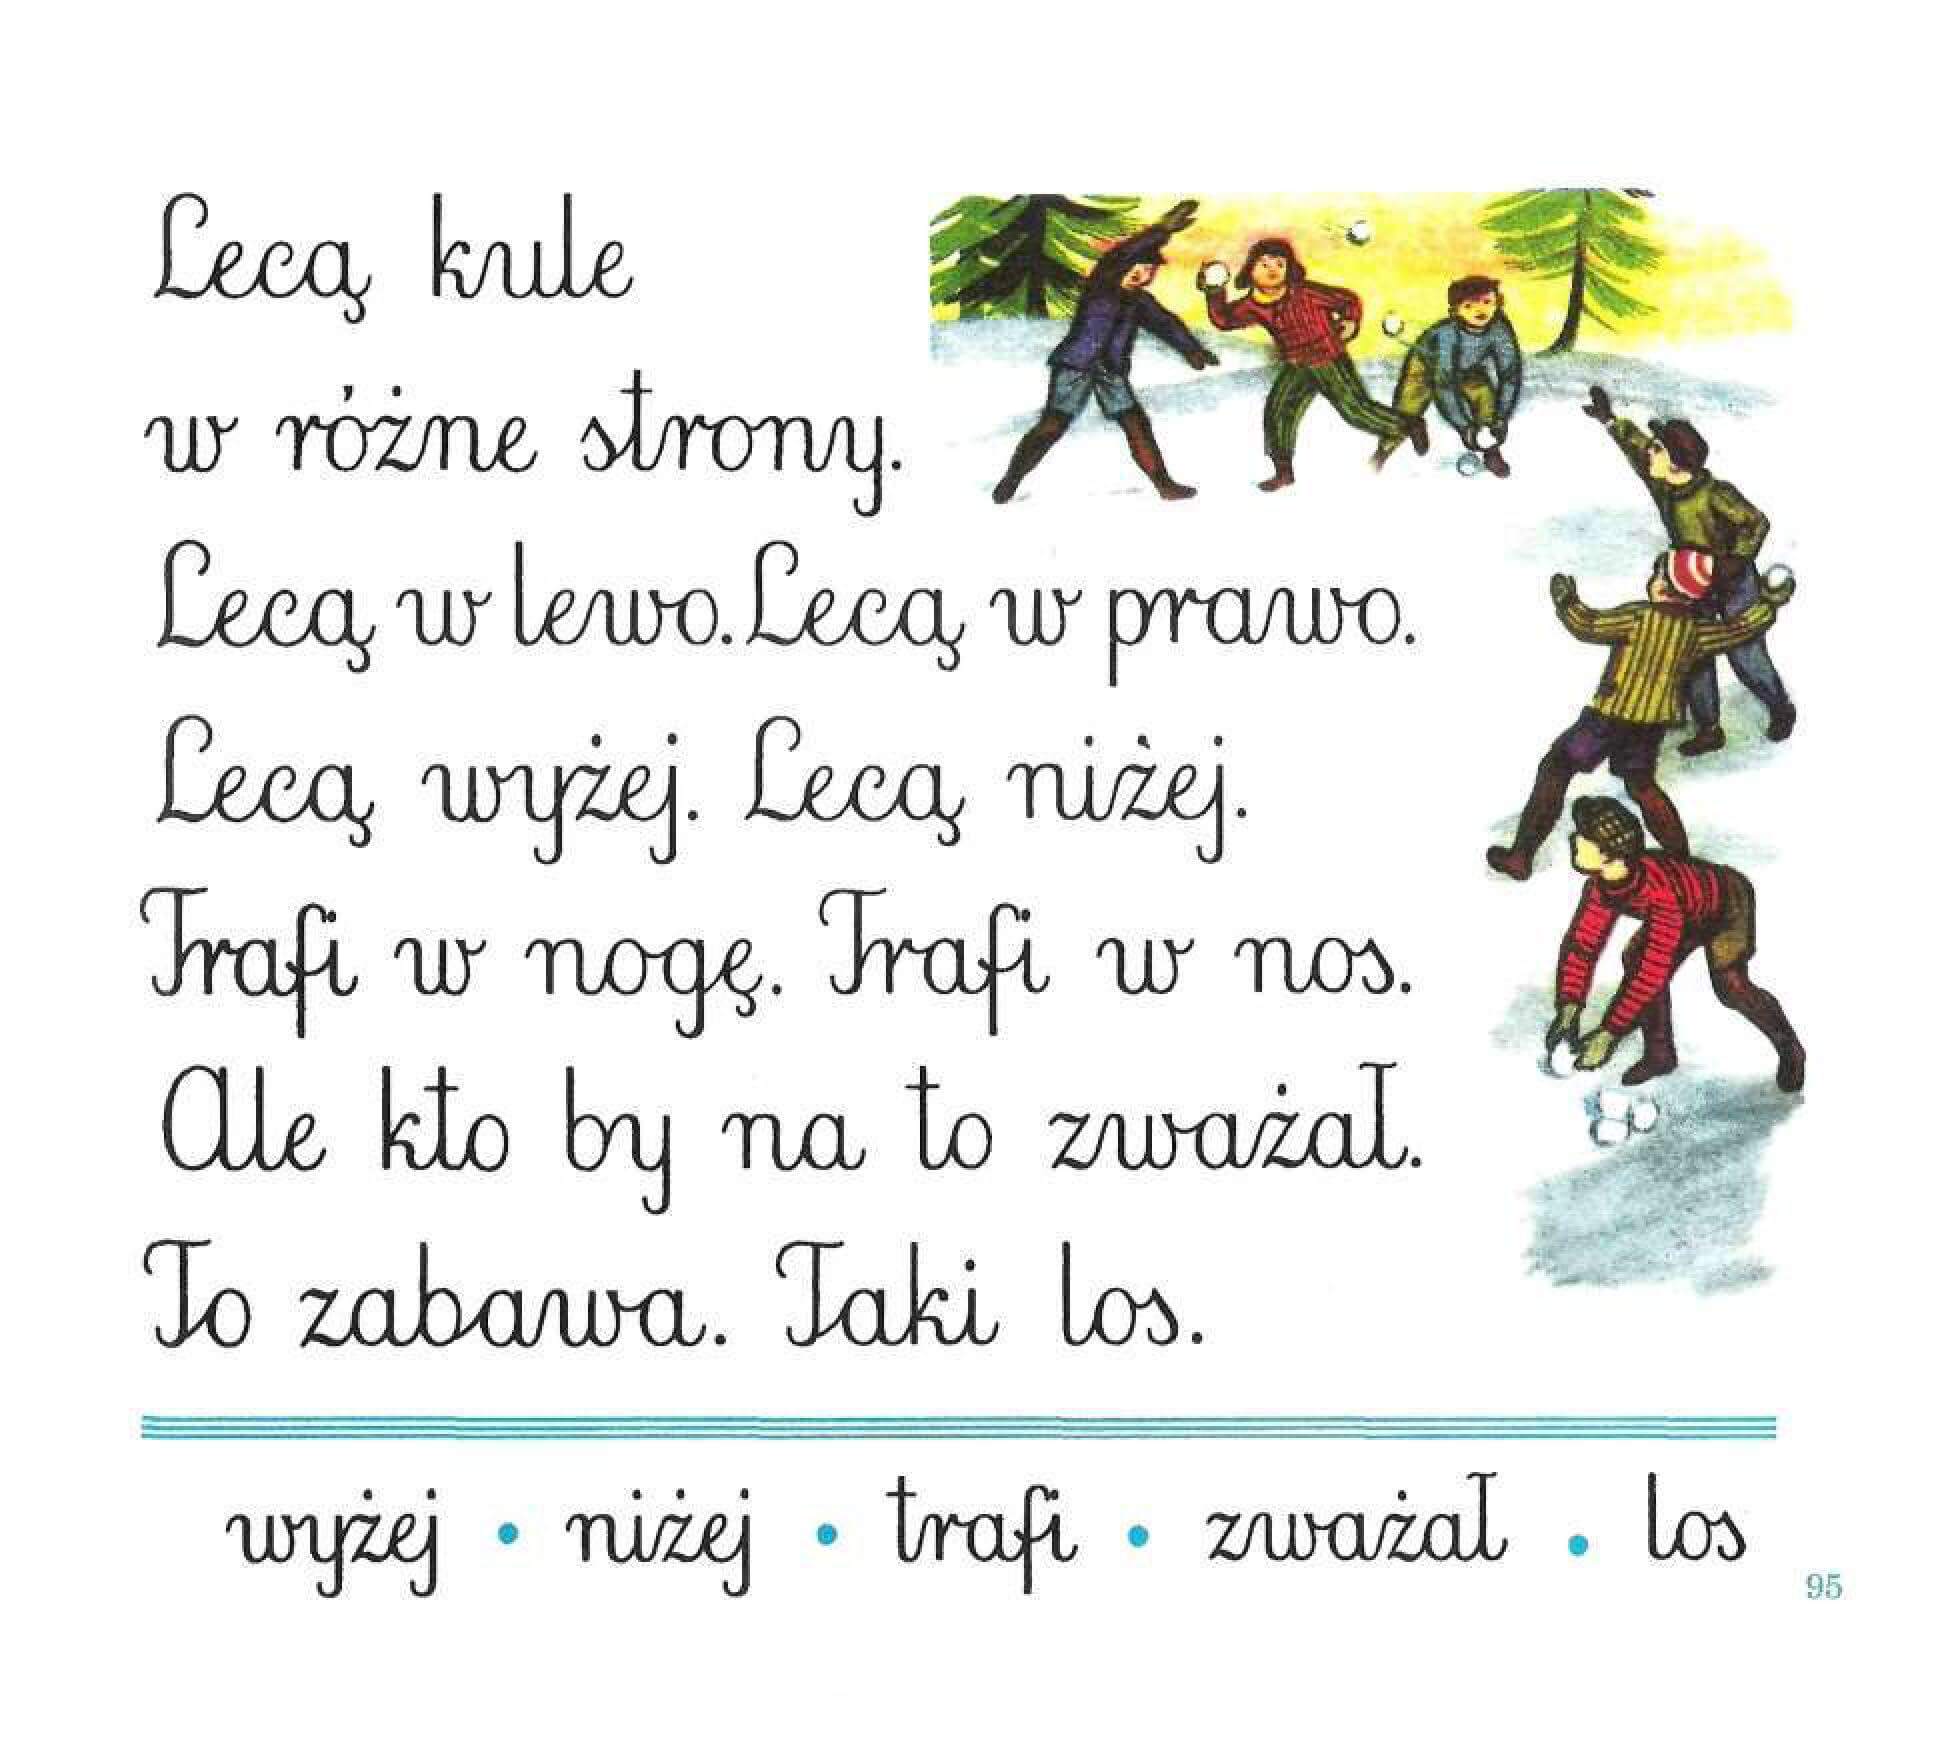 Lecą kule
w różne strony.
Lecą w lewo. Lecą w prawo.
Lecą wyżej. Lecą niżej.
Trafi w nogę. Trafi w nos.
Ale kto by na to zważał.
To zabawa. Taki los.
wyżej • niżej • trafi • zważał • los
95